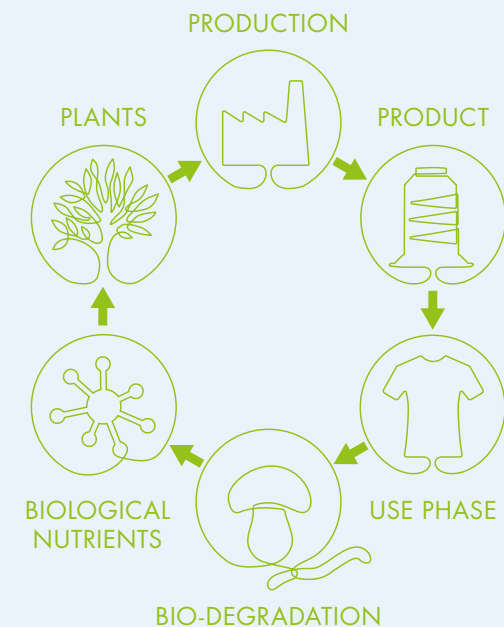 PRODUCTION
PLANTS
PRODUCT
BIOLOGICAL
NUTRIENTS
USE PHASE
BIO-DEGRADATION